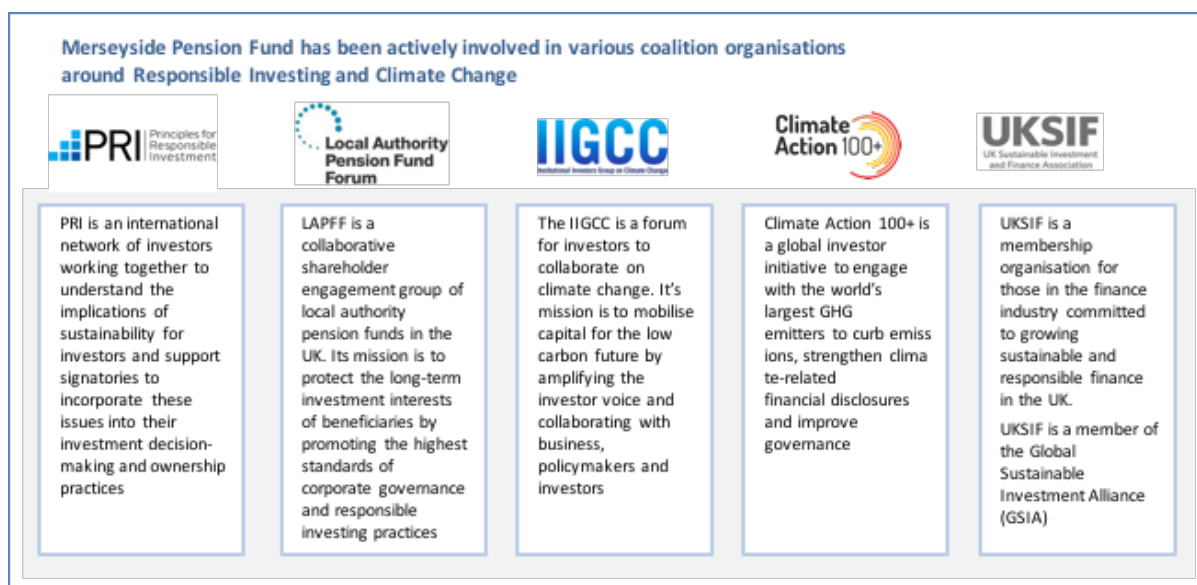 Merseyside Pension Fund has been actively involved in various coalition organisations
around Responsible Investing and Climate Change
PRI
Principles for
Responsible
Investment
Local Authority
Pension Fund
Forum
IIGCC
Institutional Investors Group on Climate Change
Climate
Action 100+
UKSIF
UK Sustainable Investment
and Finance Association
PRI is an international
network of investors
working together to
understand the
implications of
sustainability for
investors and support
signatories to
incorporate these
issues into their
investment decision-
making and ownership
practices
LAPFF is a
collaborative
shareholder
engagement group of
local authority
pension funds in the
UK. Its mission is to
protect the long-term
investment interests
of beneficiaries by
promoting the highest
standards of
corporate governance
and responsible
investing practices
The IIGCC is a forum
for investors to
collaborate on
climate change. It's
mission is to mobilise
capital for the low
carbon future by
amplifying the
investor voice and
collaborating with
business,
policymakers and
investors
Climate Action 100+ is
a global investor
initiative to engage
with the world's
largest GHG
emitters to curb emiss
ions, strengthen clima
te-related
financial disclosures
and improve
governance
UKSIF is a
membership
organisation for
those in the finance
industry committed
to growing
sustainable and
responsible finance
in the UK.
UKSIF is a member of
the Global
Sustainable
Investment Alliance
(GSIA)